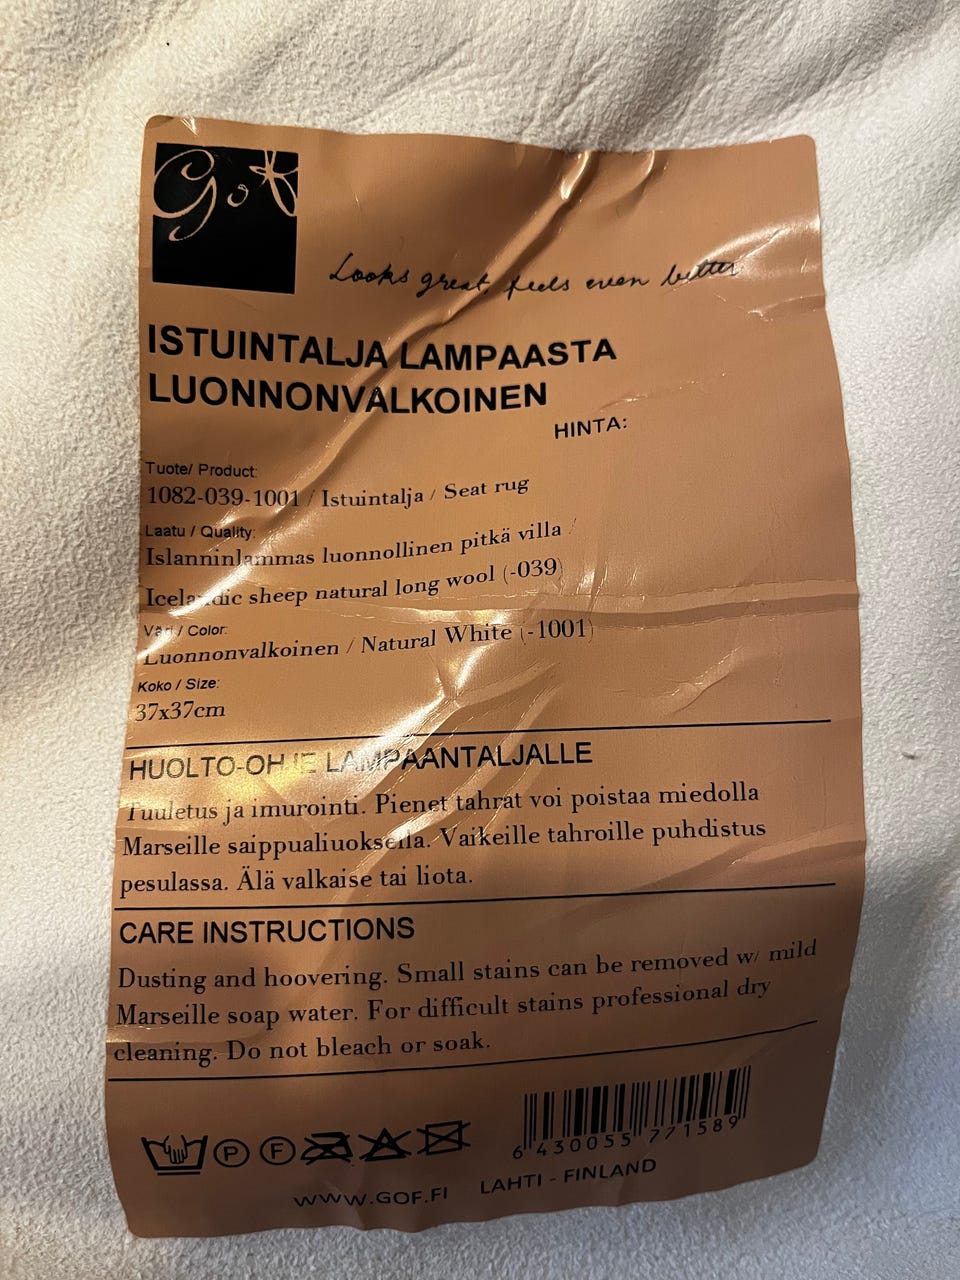 Gof
Looks great, feels even better
ISTUINTALJA LAMPAASTA
LUONNONVALKOINEN
HINTA:
Tuote/ Product:
1082-039-1001 / Istuintalja / Seat rug
Laatu / Quality:
Islanninlammas luonnollinen pitkä villa /
Icelandic sheep natural long wool (-039)
Väri / Color:
Luonnonvalkoinen / Natural White (-1001)
Koko / Size:
37x37cm
HUOLTO-OHJE LAMPAANTALJALLE
Tuuletus ja imurointi. Pienet tahrat voi poistaa miedolla
Marseille saippualiuoksella. Vaikeille tahroille puhdistus
pesulassa. Älä valkaise tai liota.
CARE INSTRUCTIONS
Dusting and hoovering. Small stains can be removed w/ mild
Marseille soap water. For difficult stains professional dry
cleaning. Do not bleach or soak.
P F
6 430055 771589
WWW.GOF.FI LAHTI - FINLAND